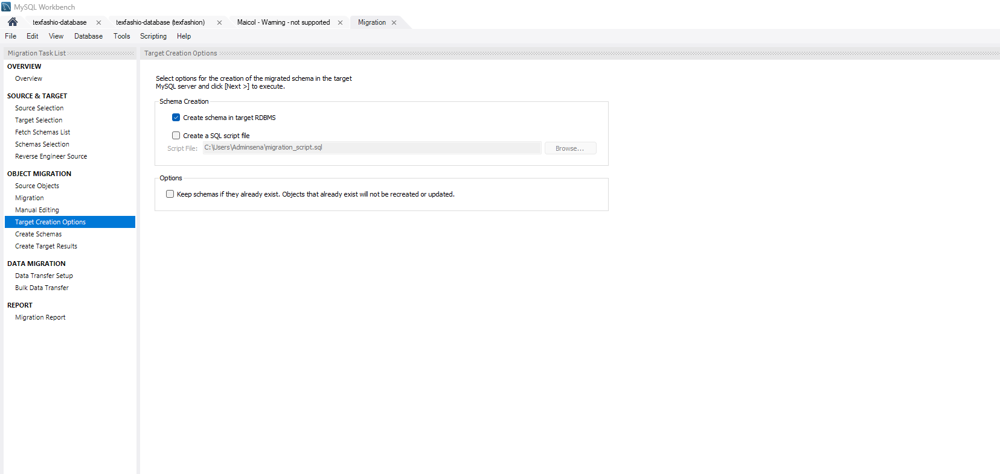 MySQL Workbench
texfashio-database
texfashio-database (texfashion)
Maicol - Warning - not supported
Migration
File Edit View Database Tools Scripting Help
Migration Task List
OVERVIEW
Overview
SOURCE & TARGET
Source Selection
Target Selection
Fetch Schemas List
Schemas Selection
Reverse Engineer Source
OBJECT MIGRATION
Source Objects
Migration
Manual Editing
Target Creation Options
Create Schemas
Create Target Results
DATA MIGRATION
Data Transfer Setup
Bulk Data Transfer
REPORT
Migration Report
Target Creation Options
Select options for the creation of the migrated schema in the target
MySQL server and click [Next >] to execute.
Schema Creation
Create schema in target RDBMS
Create a SQL script file
Script File: C:\Users\Adminsena\migration_script.sql Browse...
Options
Keep schemas if they already exist. Objects that already exist will not be recreated or updated.